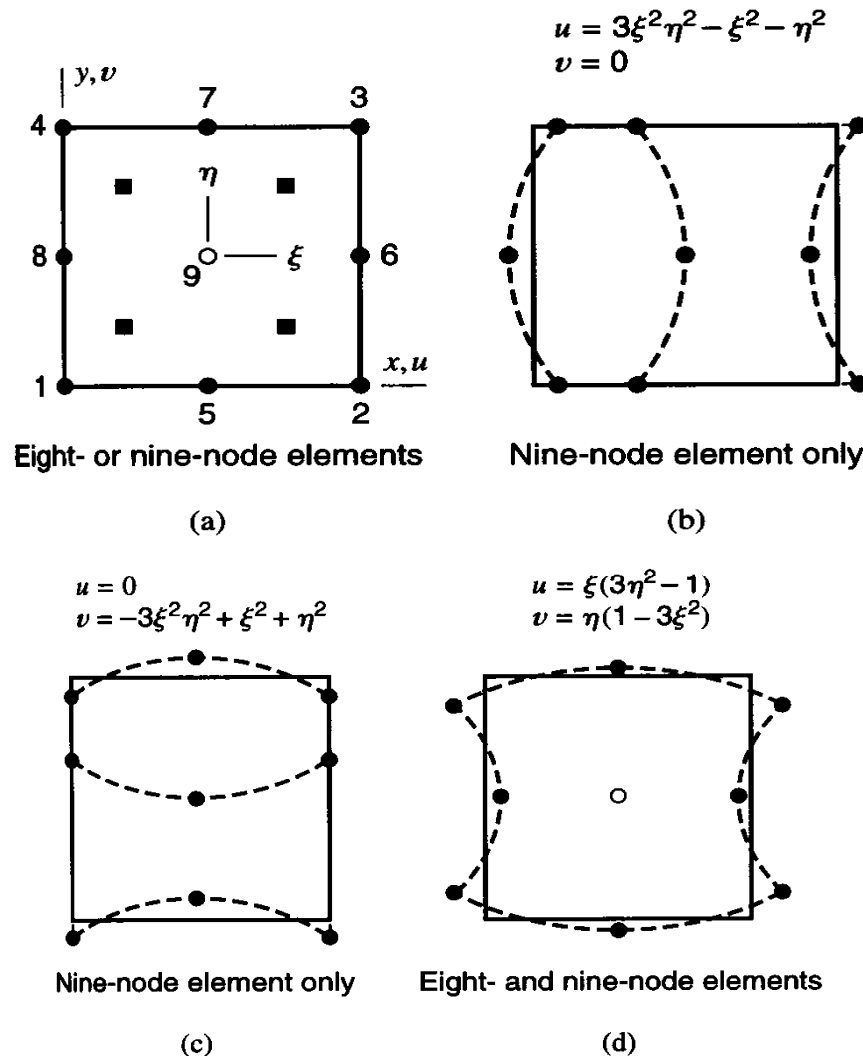 u = 3ξ²η² − ξ² − η²
v = 0
y, v
4 7 3
η
8 9 ξ 6
x, u
1 5 2
Eight- or nine-node elements
Nine-node element only
(a)
(b)
u = 0
v = −3ξ²η² + ξ² + η²
u = ξ(3η² − 1)
v = η(1 − 3ξ²)
Nine-node element only
Eight- and nine-node elements
(c)
(d)